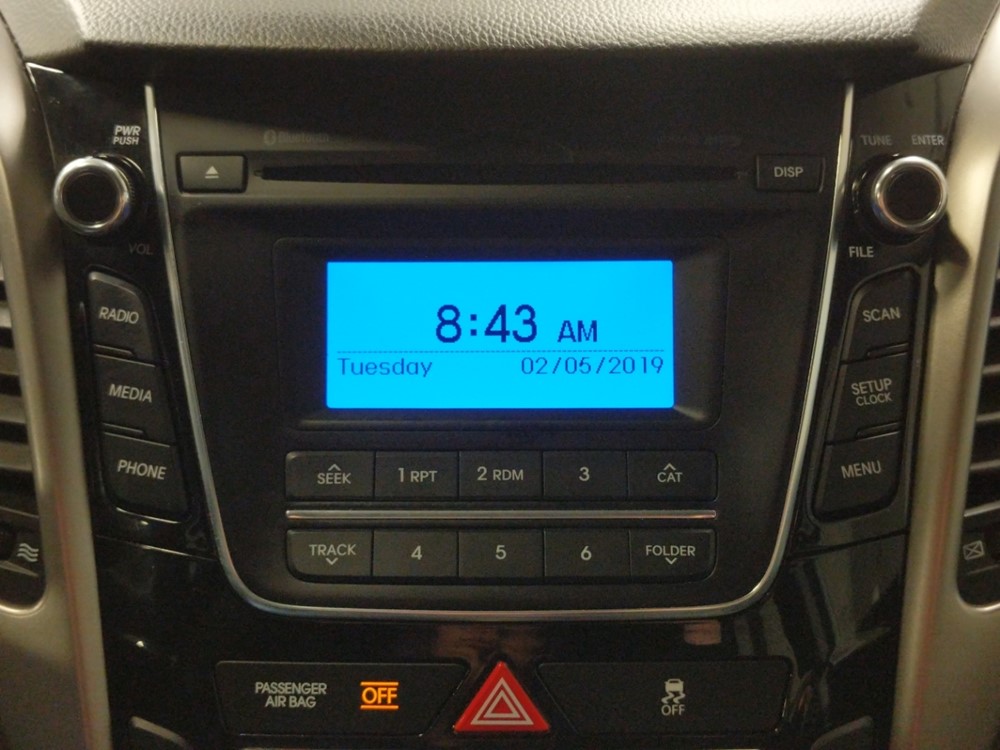 PWR
PUSH
Bluetooth
TUNE ENTER
DISP
VOL
FILE
RADIO
SCAN
8:43 AM
Tuesday 02/05/2019
MEDIA
SETUP
CLOCK
PHONE
MENU
SEEK 1 RPT 2 RDM 3 CAT
TRACK 4 5 6 FOLDER
PASSENGER
AIR BAG
OFF
OFF